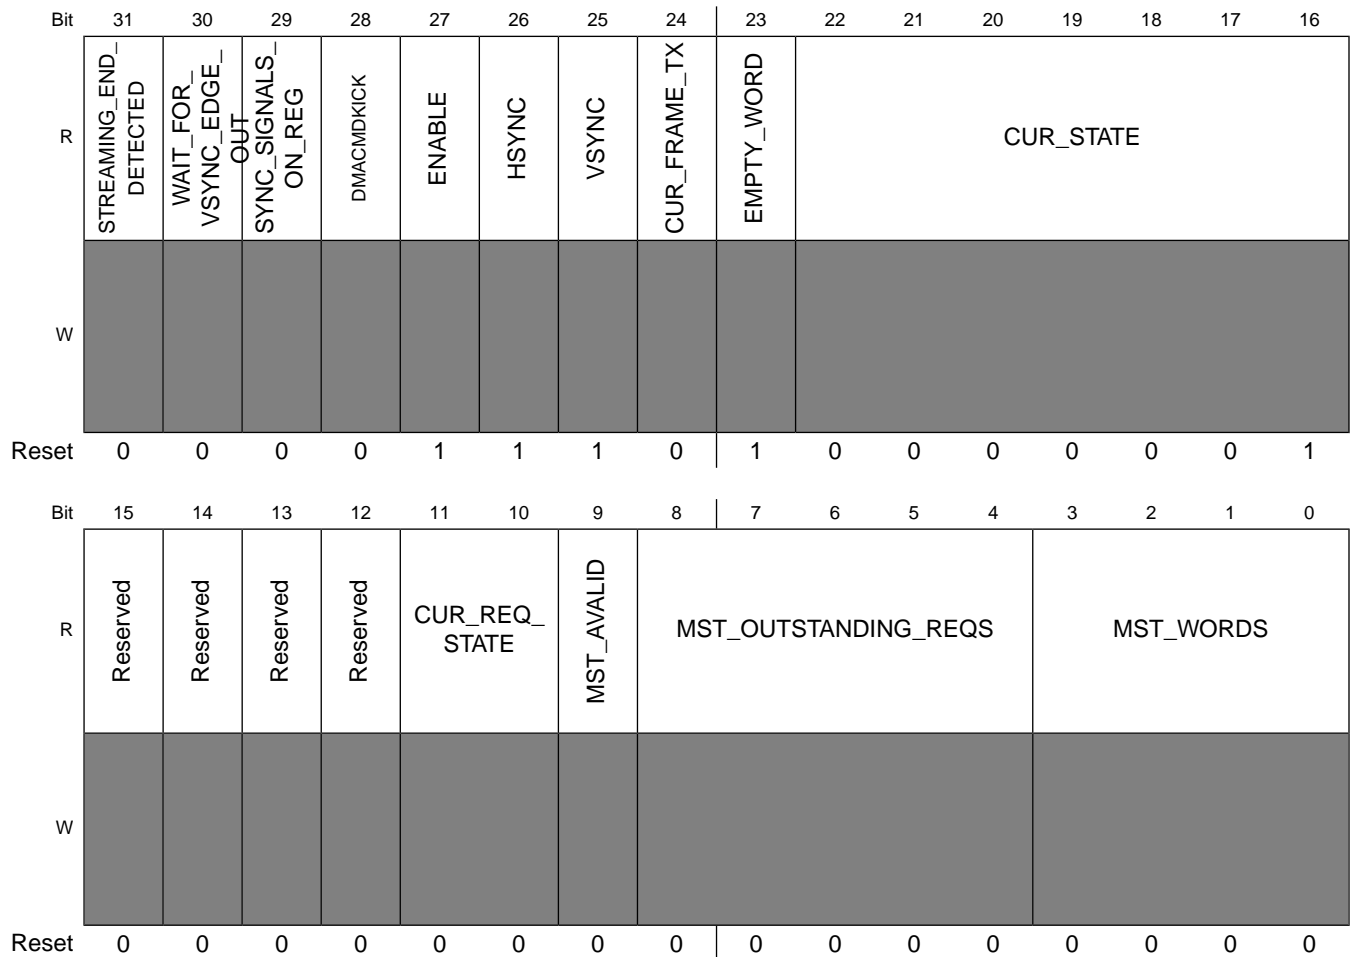 Bit 31 30 29 28 27 26 25 24 23 22 21 20 19 18 17 16
R
STREAMING_END_
DETECTED
WAIT_FOR_
VSYNC_EDGE_
OUT
SYNC_SIGNALS_
ON_REG
DMACMDKICK
ENABLE
HSYNC
VSYNC
CUR_FRAME_TX
EMPTY_WORD
CUR_STATE
W
Reset 0 0 0 0 1 1 1 0 1 0 0 0 0 0 0 1
Bit 15 14 13 12 11 10 9 8 7 6 5 4 3 2 1 0
R
Reserved
Reserved
Reserved
Reserved
CUR_REQ_
STATE
MST_AVALID
MST_OUTSTANDING_REQS
MST_WORDS
W
Reset 0 0 0 0 0 0 0 0 0 0 0 0 0 0 0 0